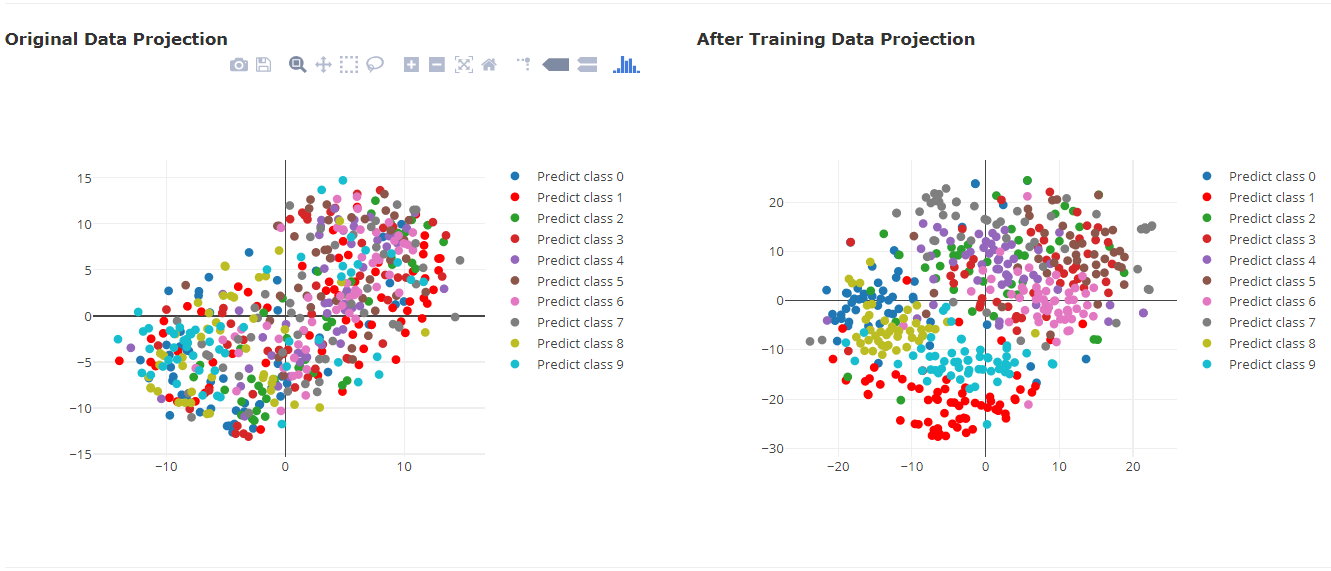 Original Data Projection
15
10
5
0
−5
−10
−15
−10
0
10
Predict class 0
Predict class 1
Predict class 2
Predict class 3
Predict class 4
Predict class 5
Predict class 6
Predict class 7
Predict class 8
Predict class 9
After Training Data Projection
20
10
0
−10
−20
−30
−20
−10
0
10
20
Predict class 0
Predict class 1
Predict class 2
Predict class 3
Predict class 4
Predict class 5
Predict class 6
Predict class 7
Predict class 8
Predict class 9